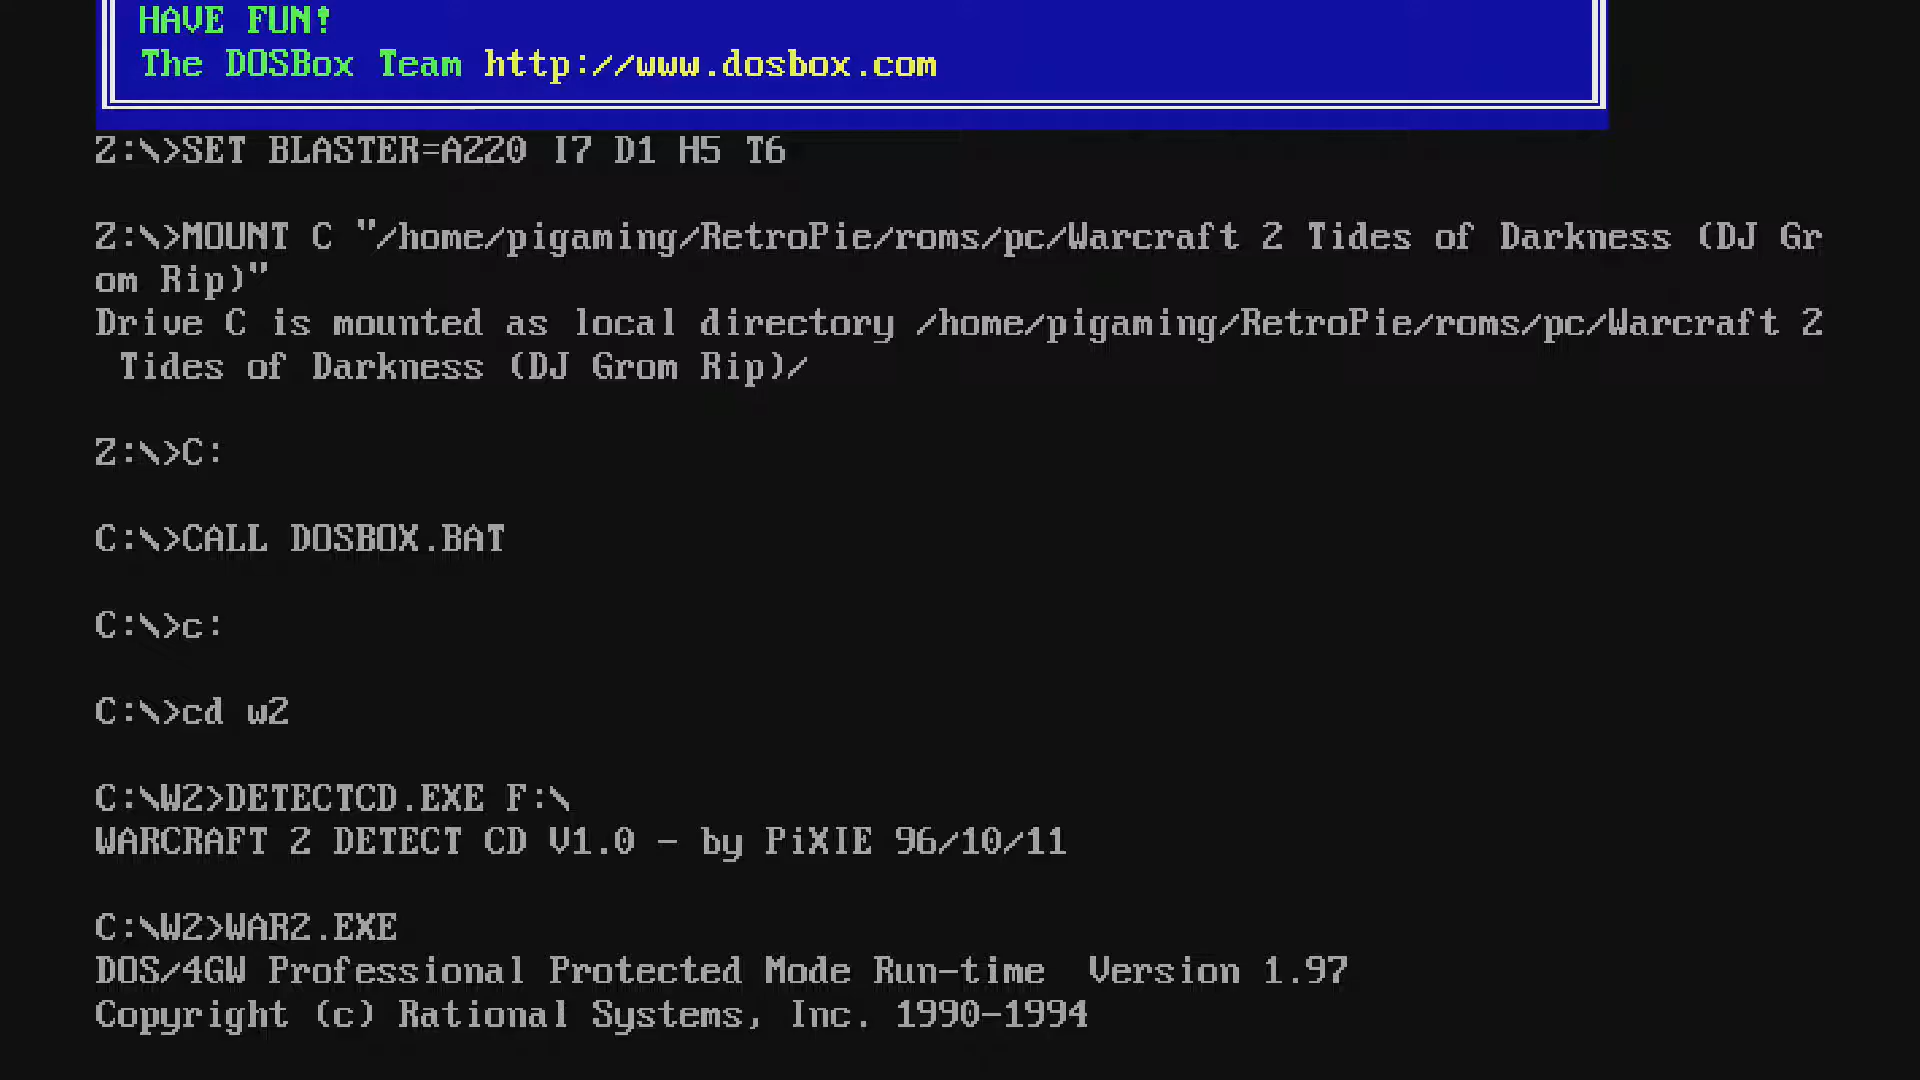 HAVE FUN!
The DOSBox Team http://www.dosbox.com
Z:\>SET BLASTER=A220 I7 D1 H5 T6
Z:\>MOUNT C "/home/pigaming/RetroPie/roms/pc/Warcraft 2 Tides of Darkness (DJ Gr
om Rip)"
Drive C is mounted as local directory /home/pigaming/RetroPie/roms/pc/Warcraft 2
Tides of Darkness (DJ Grom Rip)/
Z:\>C:
C:\>CALL DOSBOX.BAT
C:\>c:
C:\>cd w2
C:\W2>DETECTCD.EXE F:\
WARCRAFT 2 DETECT CD V1.0 - by PiXIE 96/10/11
C:\W2>WAR2.EXE
DOS/4GW Professional Protected Mode Run-time  Version 1.97
Copyright (c) Rational Systems, Inc. 1990-1994